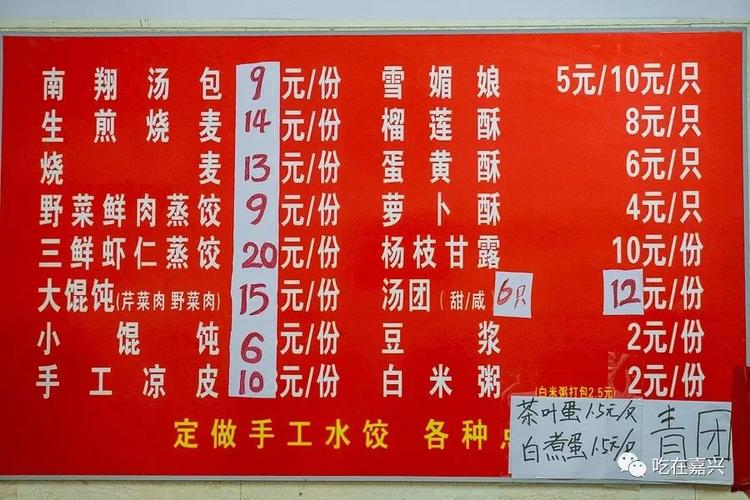 南翔汤包 9 元/份
生煎烧麦 14 元/份
烧麦 13 元/份
野菜鲜肉蒸饺 9 元/份
三鲜虾仁蒸饺 20 元/份
大馄饨(芹菜肉 野菜肉) 15 元/份
小馄饨 6 元/份
手工凉皮 10 元/份
雪媚娘 5元/10元/只
榴莲酥 8元/只
蛋黄酥 6元/只
萝卜酥 4元/只
杨枝甘露 10元/份
汤团(甜/咸) 6只 12 元/份
豆浆 2元/份
白米粥 2元/份
(白米粥打包2.5元)
定做手工水饺 各种
茶叶蛋1.5元/只
白煮蛋1.5元/只
青团
吃在嘉兴